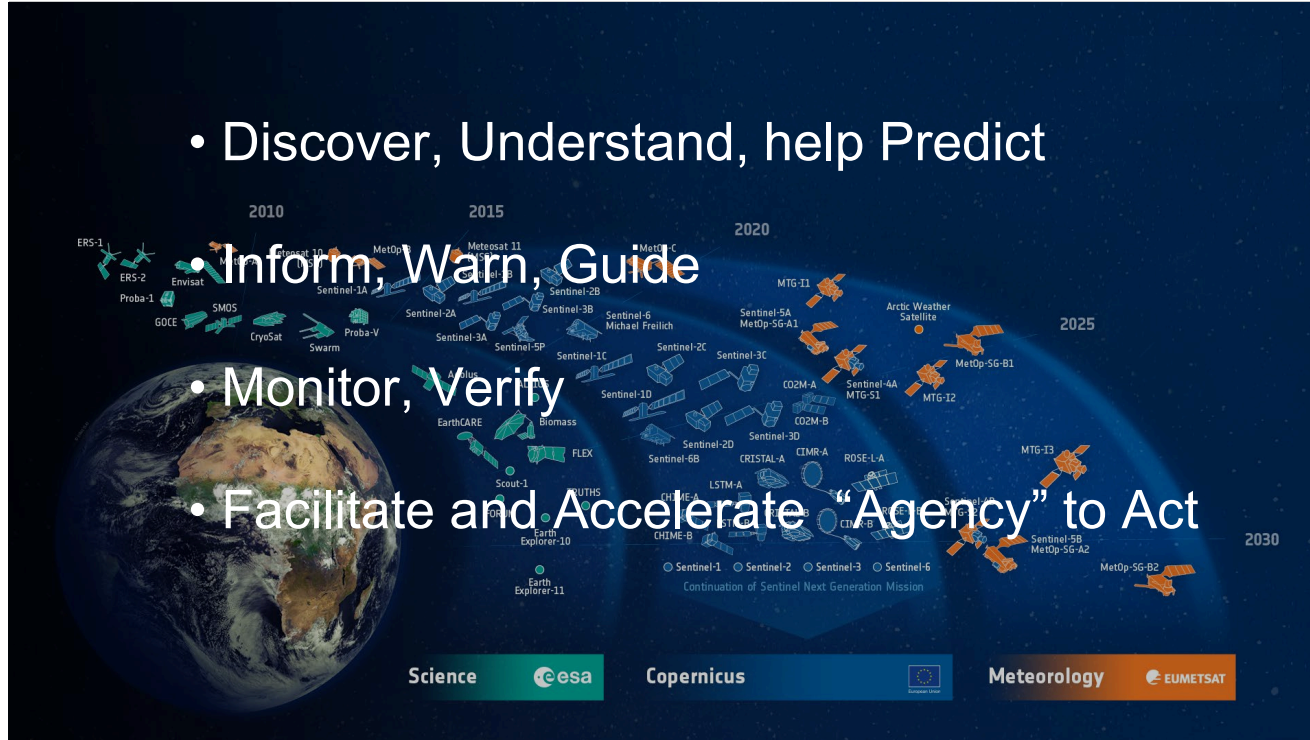 • Discover, Understand, help Predict
2010 2015
2020
ERS-1
MetOp-B
Meteosat 11
MetOp-C
• Inform, Warn, Guide
ERS-2
Envisat
Sentinel-1A
Sentinel-2B
MTG-I1
Proba-1
SMOS
Sentinel-2A
Sentinel-3B
Sentinel-6
Michael Freilich
Sentinel-5A
MetOp-SG-A1
Arctic Weather
Satellite
2025
GOCE
CryoSat
Swarm
Proba-V
Sentinel-3A
Sentinel-5P
Sentinel-1C
Sentinel-2C
Sentinel-3C
MetOp-SG-B1
• Monitor, Verify
Sentinel-1D
CO2M-A
Sentinel-4A
MTG-S1
MTG-I2
EarthCARE
Biomass
CO2M-B
Sentinel-2D
Sentinel-3D
FLEX
Sentinel-6B
CRISTAL-A
CIMR-A
ROSE-L-A
MTG-I3
Scout-1
LSTM-A
CHIME-A
• Facilitate and Accelerate “Agency” to Act
Earth
Explorer-10
CHIME-B
CIMR-B
Sentinel-5B
MetOp-SG-A2
2030
Earth
Explorer-11
Sentinel-1 Sentinel-2 Sentinel-3 Sentinel-6
Continuation of Sentinel Next Generation Mission
MetOp-SG-B2
Science esa
Copernicus
European Union
Meteorology EUMETSAT